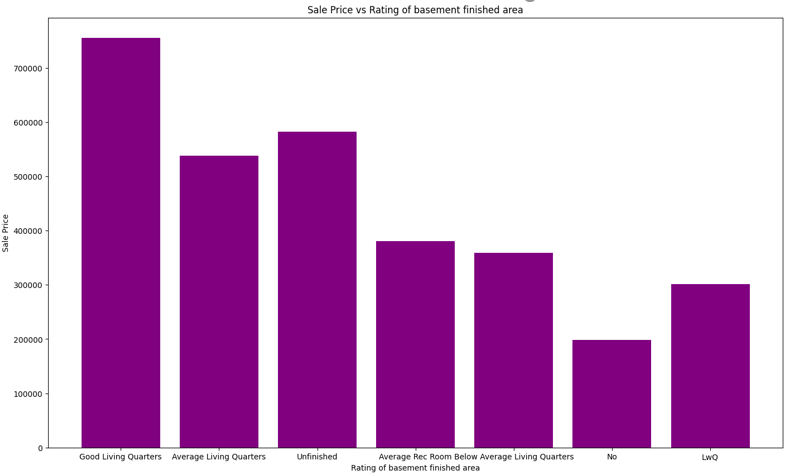 Sale Price vs Rating of basement finished area
Sale Price
700000
600000
500000
400000
300000
200000
100000
0
Good Living Quarters Average Living Quarters Unfinished Average Rec Room Below Average Living Quarters No LwQ
Rating of basement finished area